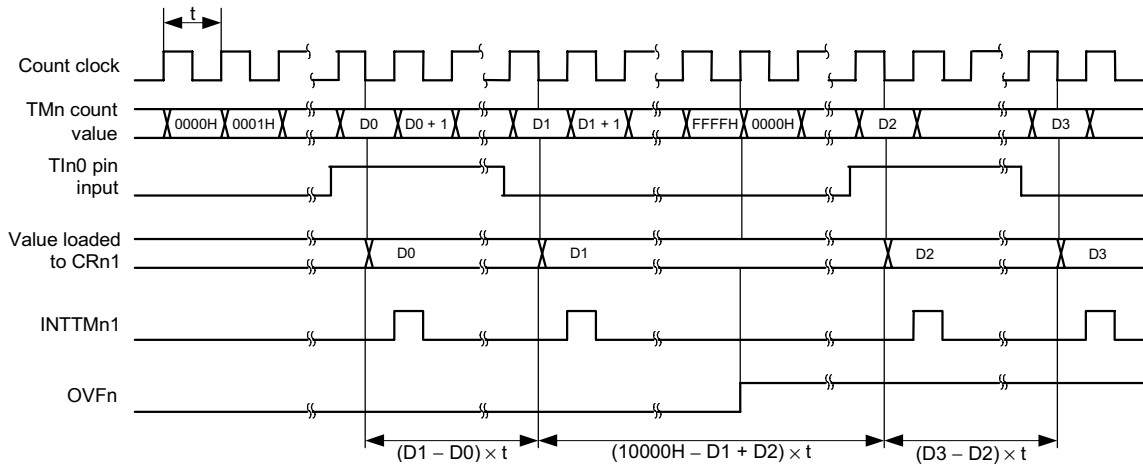 t
Count clock
TMn count
value
0000H 0001H D0 D0 + 1 D1 D1 + 1 FFFFH 0000H D2 D3
TIn0 pin
input
Value loaded
to CRn1
D0 D1 D2 D3
INTTMn1
OVFn
(D1 – D0) × t (10000H – D1 + D2) × t (D3 – D2) × t